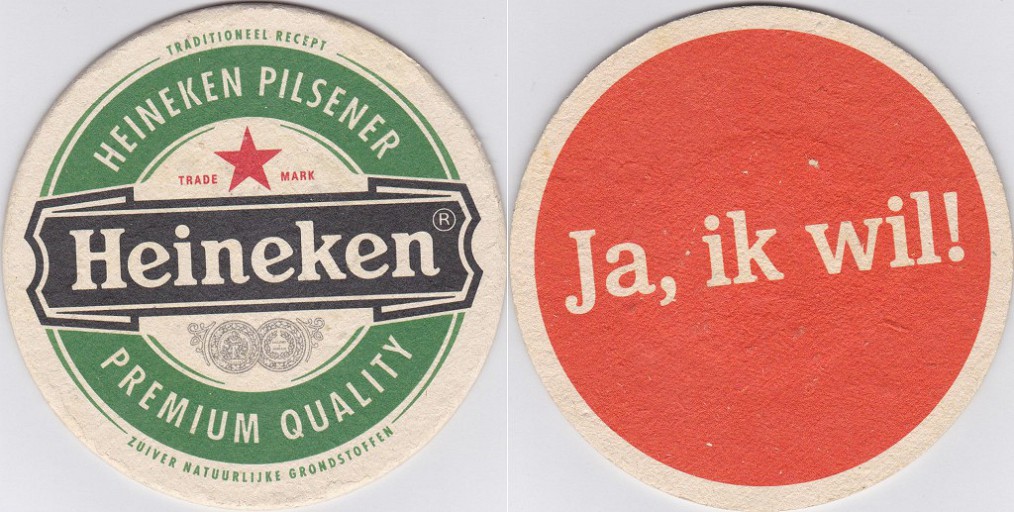 TRADITIONEEL RECEPT
HEINEKEN PILSENER
TRADE MARK
Heineken®
PREMIUM QUALITY
ZUIVER NATUURLIJKE GRONDSTOFFEN
Ja, ik wil!